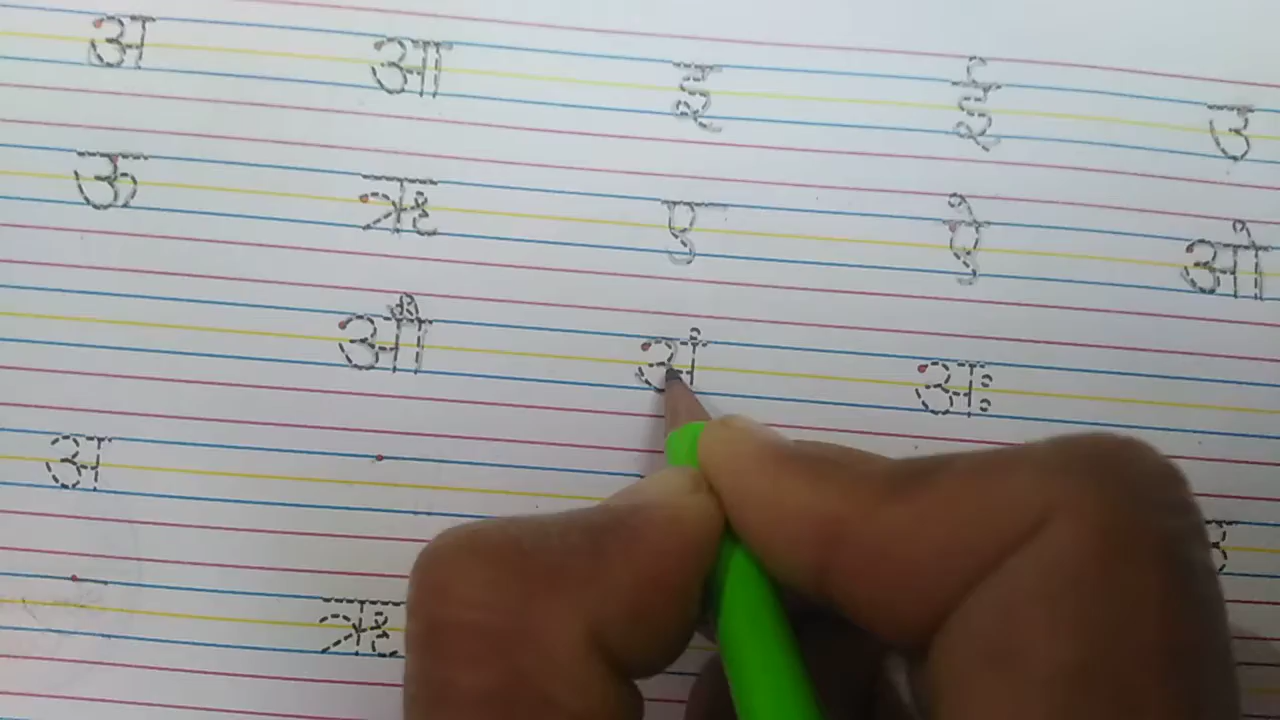 अ आ इ ई उ
ऊ ऋ ए ऐ ओ
औ अं अः
अ
ऋ